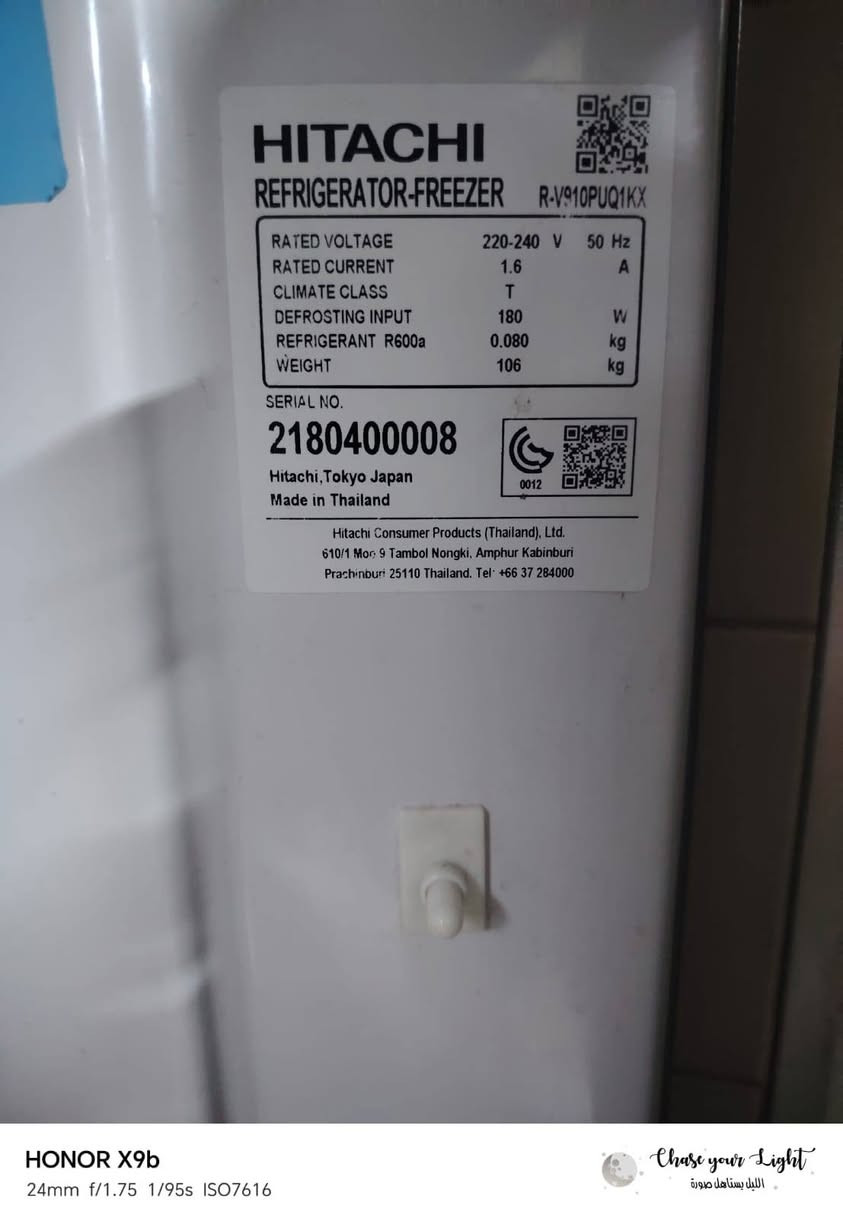 HITACHI
REFRIGERATOR-FREEZER R-V910PUQ1KX
RATED VOLTAGE 220-240 V 50 Hz
RATED CURRENT 1.6 A
CLIMATE CLASS T
DEFROSTING INPUT 180 W
REFRIGERANT R600a 0.080 kg
WEIGHT 106 kg
SERIAL NO.
2180400008
0012
Hitachi,Tokyo Japan
Made in Thailand
Hitachi Consumer Products (Thailand), Ltd.
610/1 Moo 9 Tambol Nongki, Amphur Kabinburi
Prachinburi 25110 Thailand. Tel: +66 37 284000
HONOR X9b
24mm f/1.75 1/95s ISO7616
Chase your Light
الليل يستاهل صورة